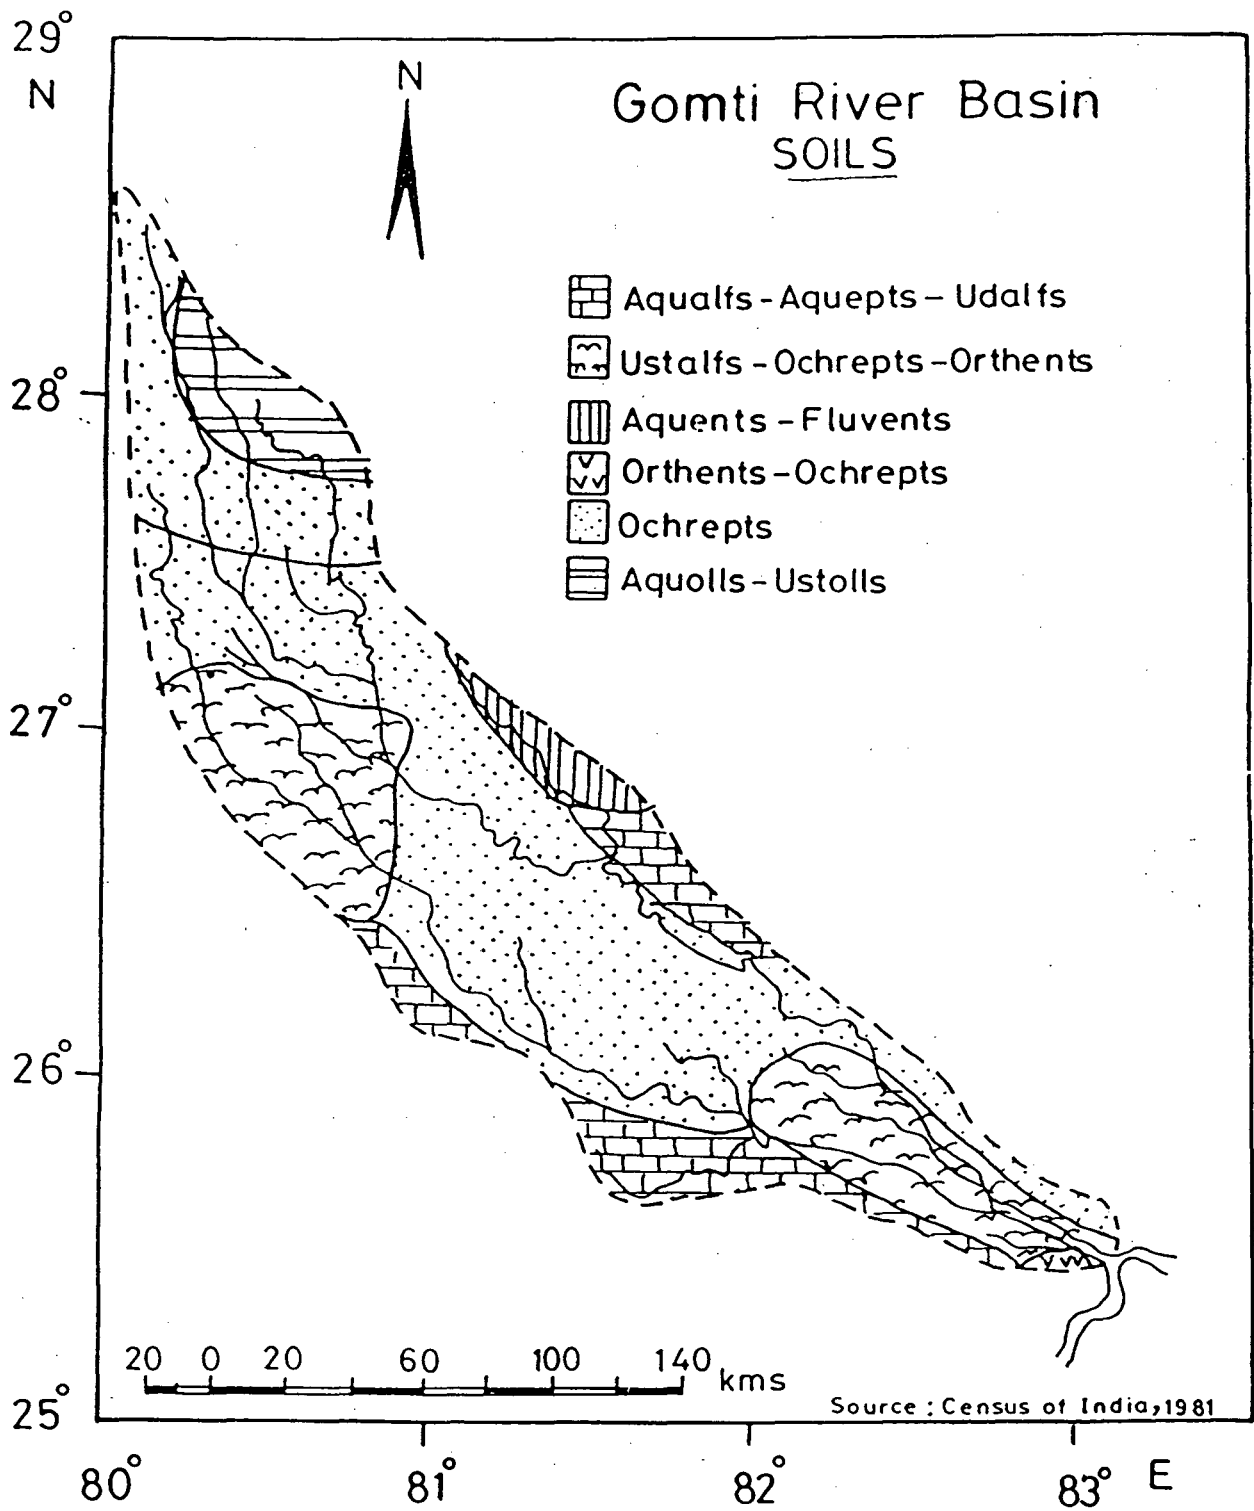 29°
N
N
Gomti River Basin
SOILS
Aqualfs - Aquepts - Udalfs
Ustalfs - Ochrepts - Orthents
28°
Aquents - Fluvents
Orthents - Ochrepts
Ochrepts
Aquolls - Ustolls
27°
26°
20 0 20 60 100 140 kms
25°
Source : Census of India, 1981
80° 81° 82° 83° E